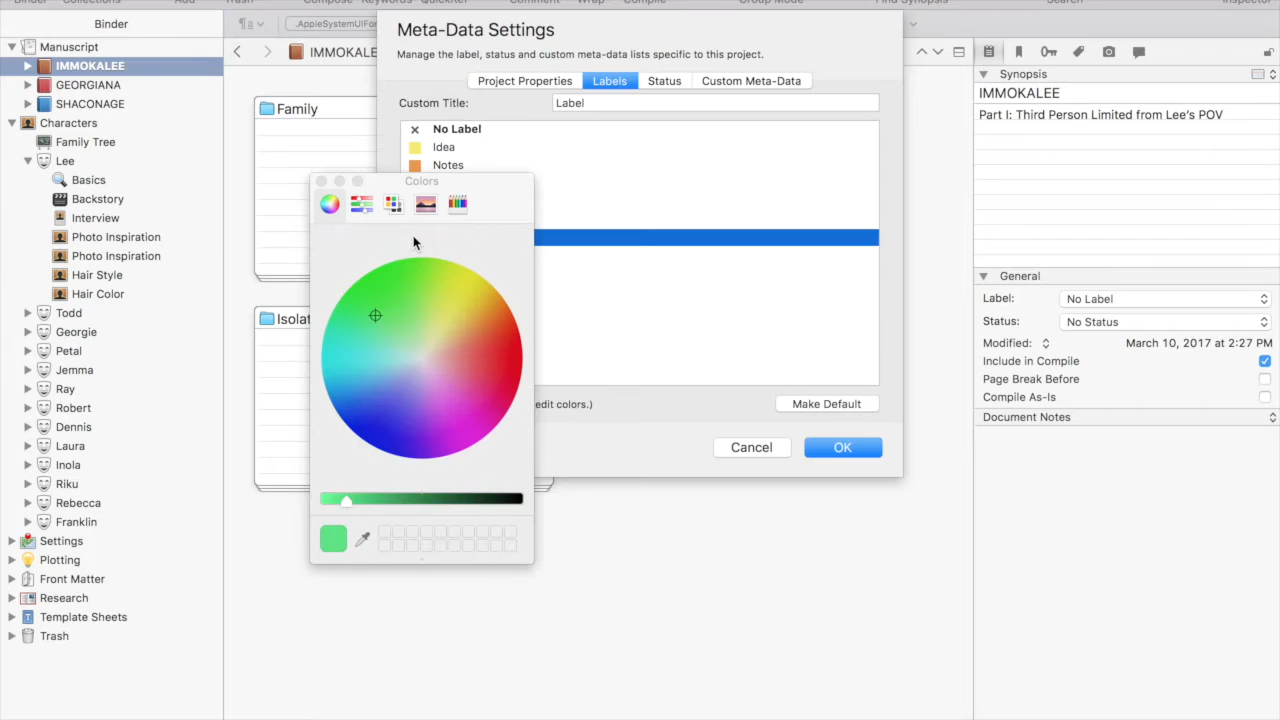 Binder
Manuscript
IMMOKALEE
GEORGIANA
SHACONAGE
Characters
Family Tree
Lee
Basics
Backstory
Interview
Photo Inspiration
Photo Inspiration
Hair Style
Hair Color
Todd
Georgie
Petal
Jemma
Ray
Robert
Dennis
Laura
Inola
Riku
Rebecca
Franklin
Settings
Plotting
Front Matter
Research
Template Sheets
Trash
.AppleSystemUIFor
IMMOKALE
Family
Isolat
Meta-Data Settings
Manage the label, status and custom meta-data lists specific to this project.
Project Properties Labels Status Custom Meta-Data
Custom Title: Label
No Label
Idea
Notes
edit colors.) Make Default
Cancel OK
Colors
Synopsis
IMMOKALEE
Part I: Third Person Limited from Lee's POV
General
Label: No Label
Status: No Status
Modified: March 10, 2017 at 2:27 PM
Include in Compile
Page Break Before
Compile As-Is
Document Notes